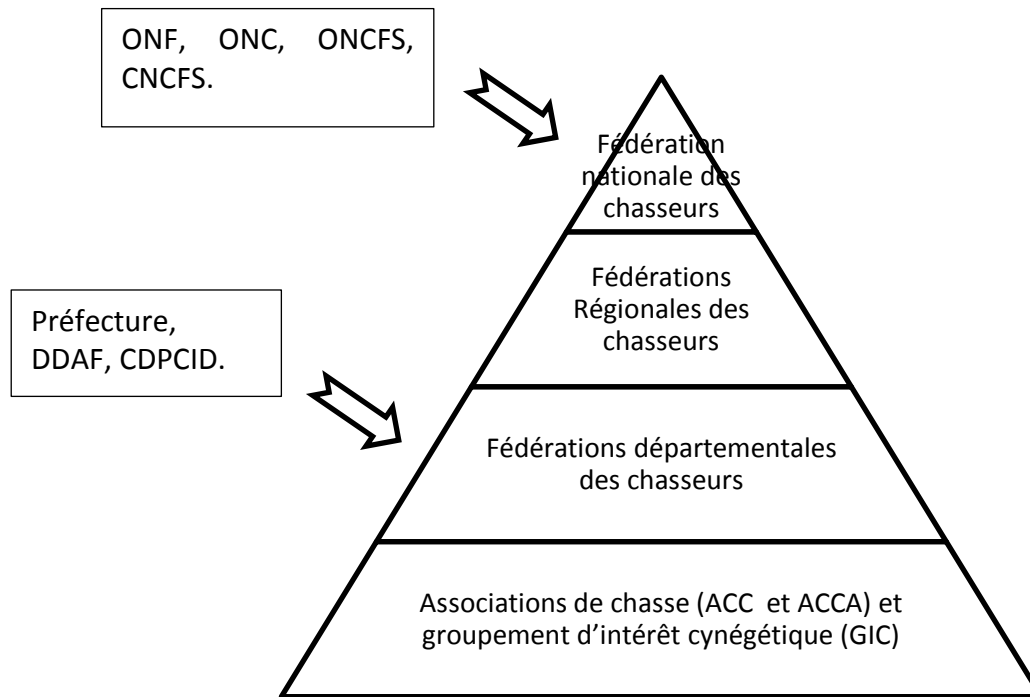 ONF, ONC, ONCFS,
CNCFS.
Fédération
nationale des
chasseurs
Fédérations
Régionales des
chasseurs
Préfecture,
DDAF, CDPCID.
Fédérations départementales
des chasseurs
Associations de chasse (ACC et ACCA) et
groupement d’intérêt cynégétique (GIC)